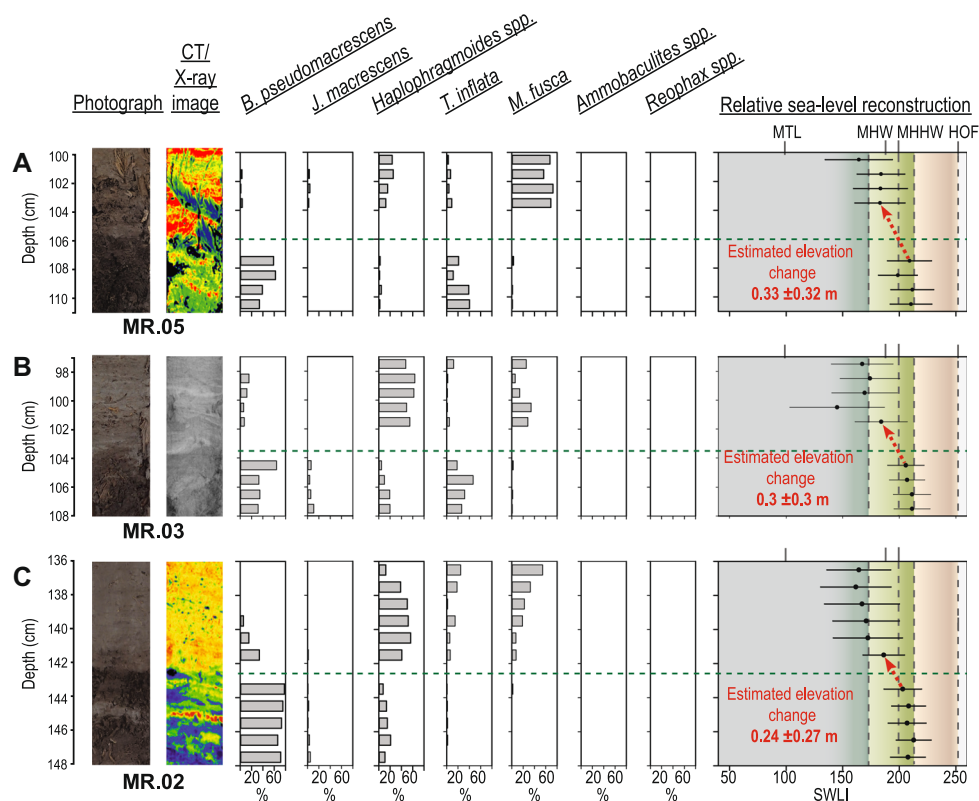 CT/
X-ray
image
Photograph
B. pseudomacrescens
J. macrescens
Haplophragmoides spp.
T. inflata
M. fusca
Ammobaculites spp.
Reophax spp.
Relative sea-level reconstruction
MTL
MHW
MHHW
HOF
A
Depth (cm)
100
102
104
106
108
110
MR.05
Estimated elevation
change
0.33 ±0.32 m
B
Depth (cm)
98
100
102
104
106
108
MR.03
Estimated elevation
change
0.3 ±0.3 m
C
Depth (cm)
136
138
140
142
144
146
148
MR.02
Estimated elevation
change
0.24 ±0.27 m
20 60
20 60
20 60
20 60
20 60
20 60
20 60
50 100 150 200 250
%
%
%
%
%
%
%
SWLI